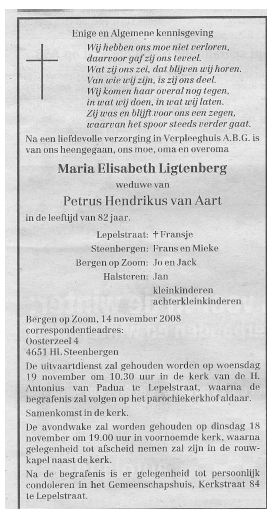 Enige en Algemene kennisgeving
Wij hebben ons moe niet verloren,
daarvoor gaf zij ons teveel.
Wat zij ons zei, dat blijven wij horen.
Van wie wij zijn, is zij ons deel.
Wij komen haar overal nog tegen,
in wat wij doen, in wat wij laten.
Zij was en blijft voor ons een zegen,
waarvan het spoor steeds verder gaat.
Na een liefdevolle verzorging in Verpleeghuis A.B.G. is
van ons heengegaan, ons moe, oma en overoma
Maria Elisabeth Ligtenberg
weduwe van
Petrus Hendrikus van Aart
in de leeftijd van 82 jaar.
Lepelstraat: † Fransje
Steenbergen: Frans en Mieke
Bergen op Zoom: Jo en Jack
Halsteren: Jan
kleinkinderen
achterkleinkinderen
Bergen op Zoom, 14 november 2008
correspondentieadres:
Oosterzeel 4
4651 HL Steenbergen
De uitvaartdienst zal gehouden worden op woensdag
19 november om 10.30 uur in de kerk van de H.
Antonius van Padua te Lepelstraat, waarna de
begrafenis zal volgen op het parochiekerkhof aldaar.
Samenkomst in de kerk.
De avondwake zal worden gehouden op dinsdag 18
november om 19.00 uur in voornoemde kerk, waarna
gelegenheid tot afscheid nemen zal zijn in de rouw-
kapel naast de kerk.
Na de begrafenis is er gelegenheid tot persoonlijk
condoleren in het Gemeenschapshuis, Kerkstraat 84
te Lepelstraat.